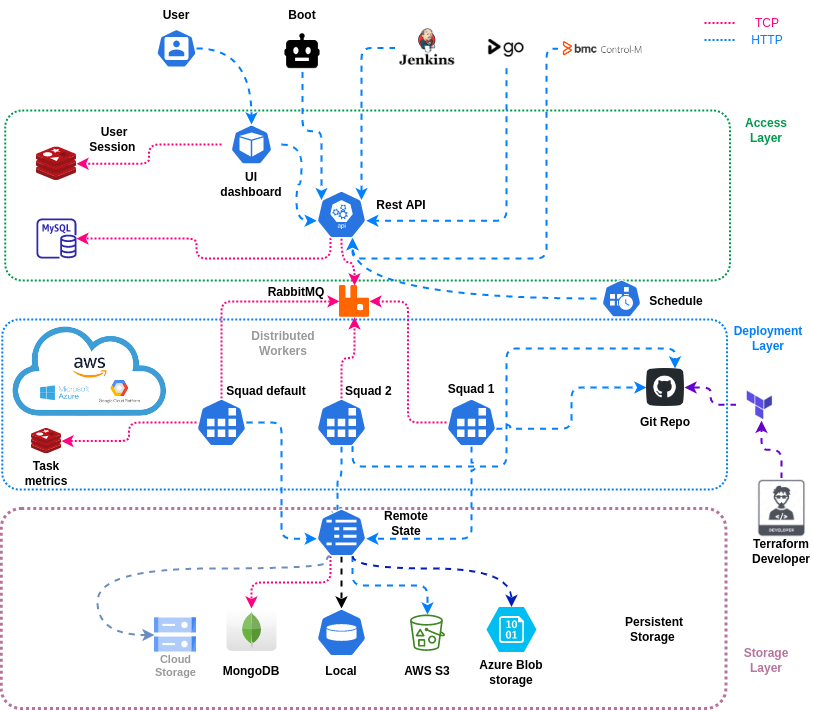 User
Boot
TCP
HTTP
Jenkins
go
bmc Control-M
Access
Layer
User
Session
UI
dashboard
Rest API
api
MySQL
RabbitMQ
Schedule
Distributed
Workers
Deployment
Layer
aws
Microsoft
Azure
Google Cloud Platform
Squad default
Squad 2
Squad 1
Git Repo
Task
metrics
Remote
State
DEVELOPER
Terraform
Developer
10
01
Persistent
Storage
Cloud
Storage
MongoDB
Local
AWS S3
Azure Blob
storage
Storage
Layer